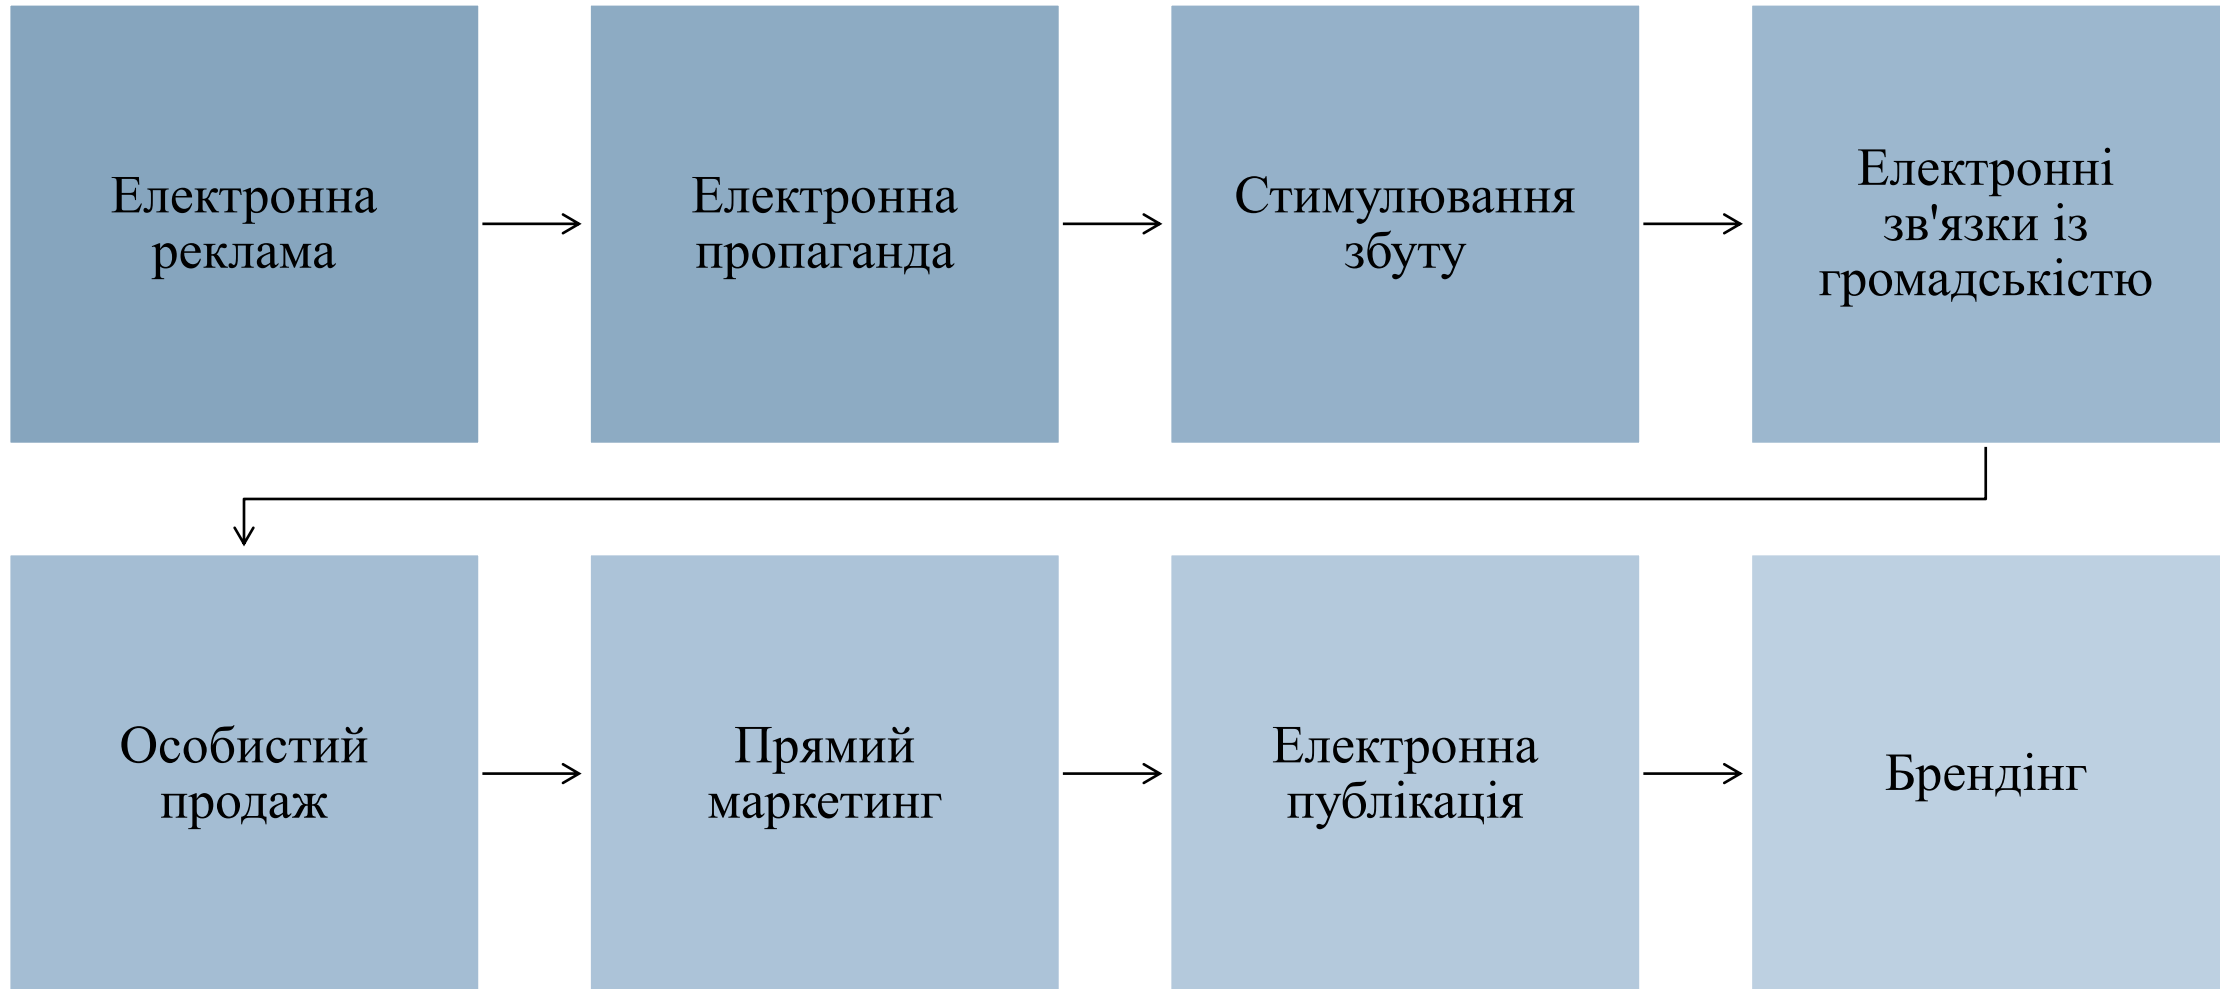 Електронна
реклама
Електронна
пропаганда
Стимулювання
збуту
Електронні
зв'язки із
громадськістю
Особистий
продаж
Прямий
маркетинг
Електронна
публікація
Брендінг